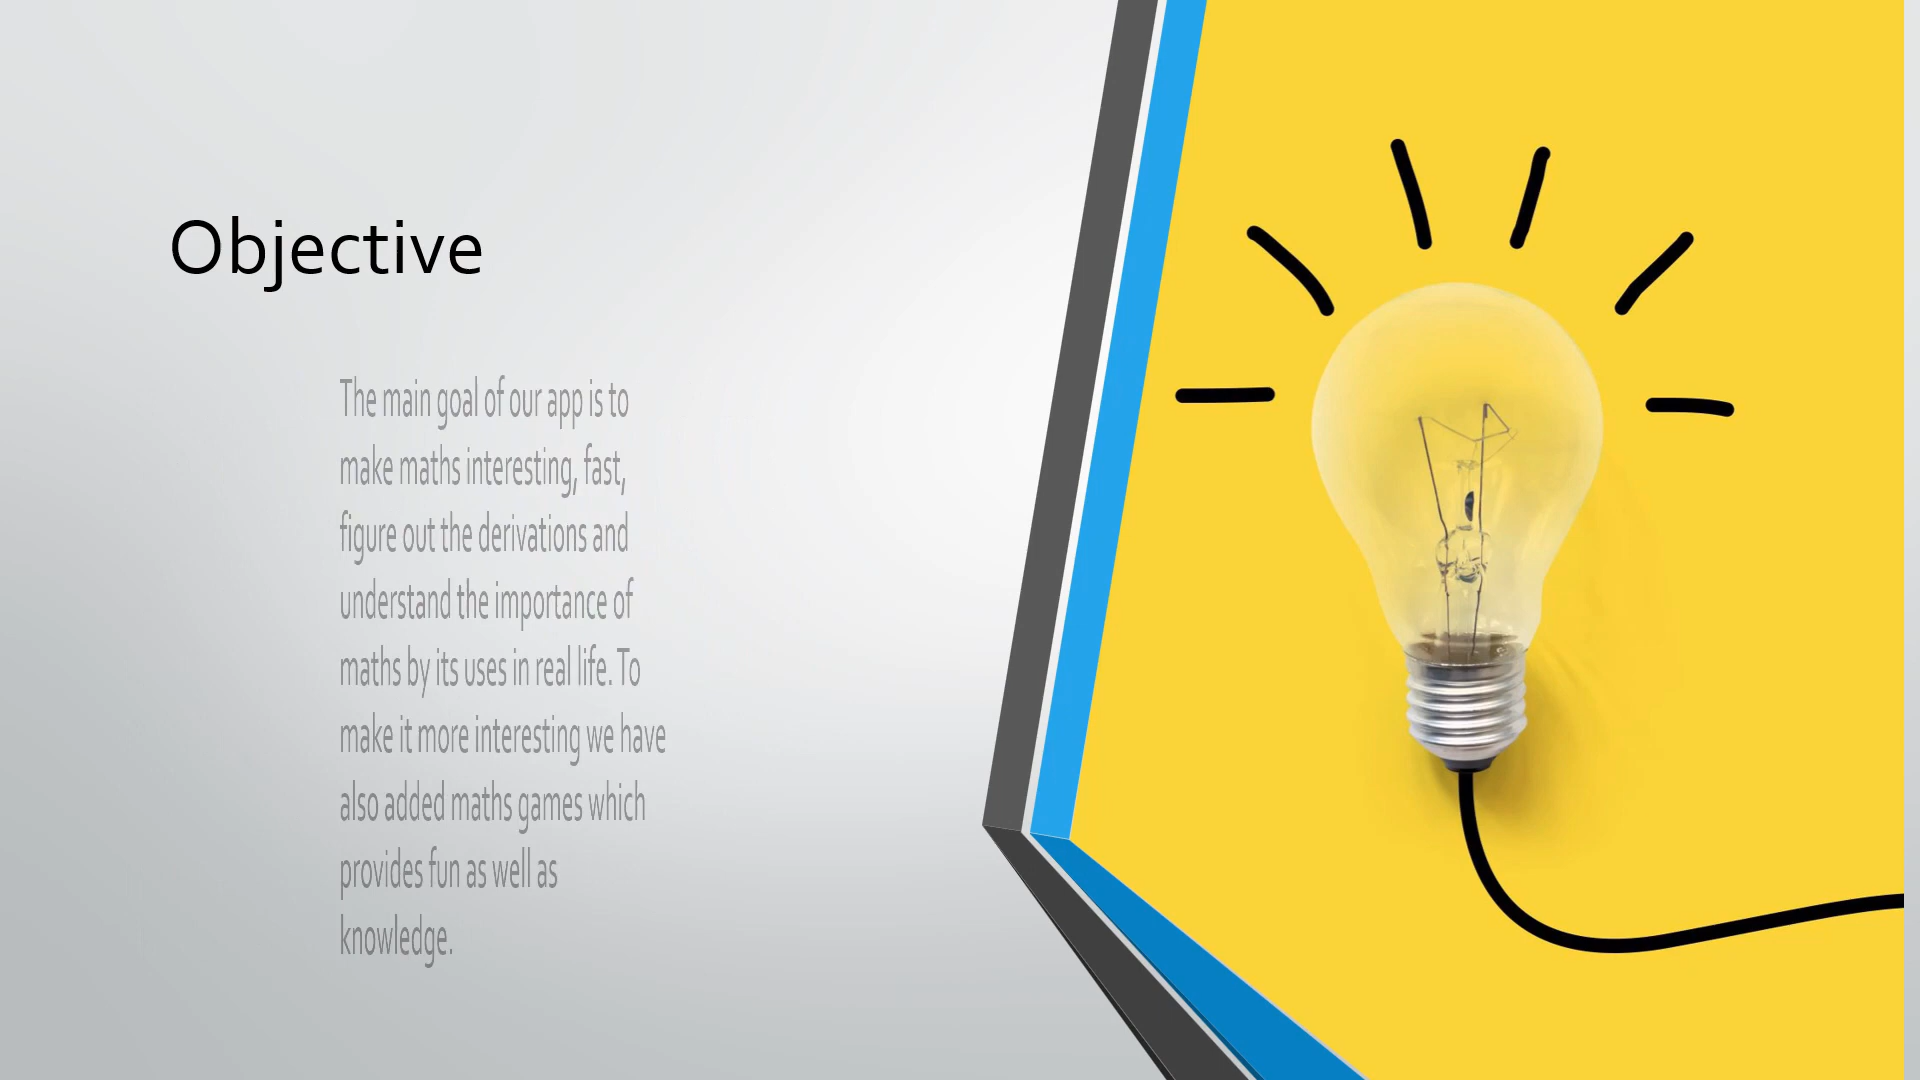 Objective
The main goal of our app is to
make maths interesting, fast,
figure out the derivations and
understand the importance of
maths by its uses in real life. To
make it more interesting we have
also added maths games which
provides fun as well as
knowledge.